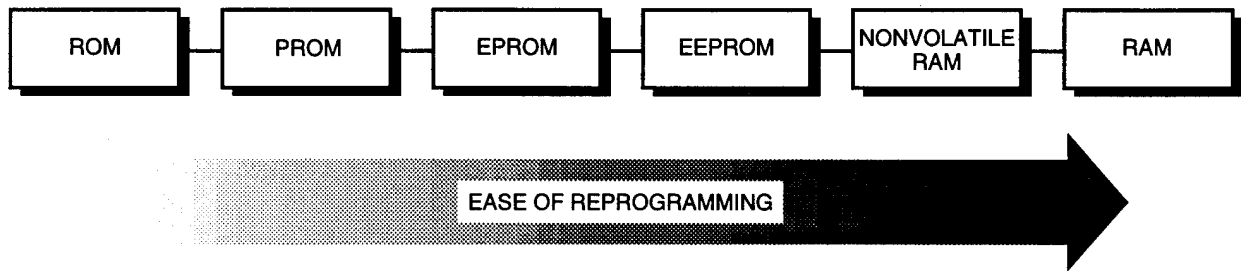 ROM
PROM
EPROM
EEPROM
NONVOLATILE
RAM
RAM
EASE OF REPROGRAMMING